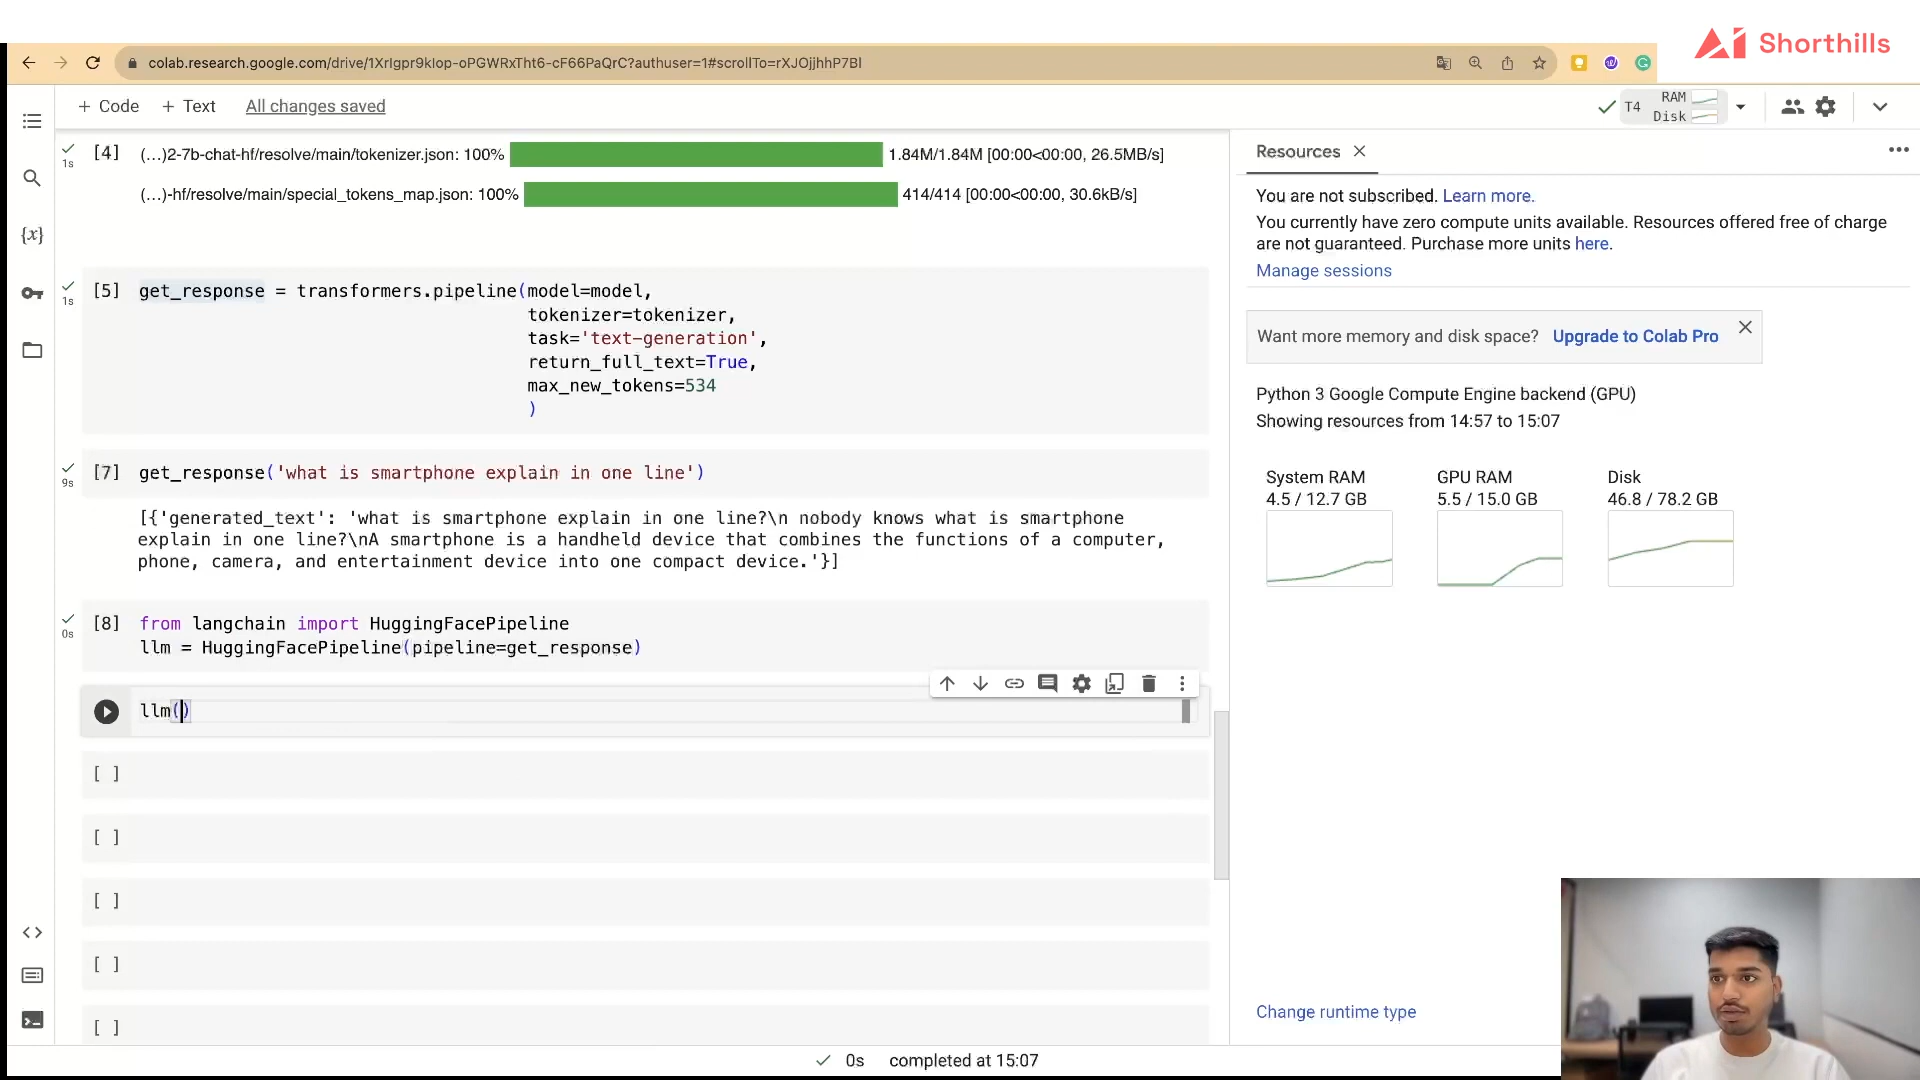 Shorthills
colab.research.google.com/drive/1XrIgpr9kIop-oPGWRxTht6-cF66PaQrC?authuser=1#scrollTo=rXJOjjhhP7BI
+ Code + Text All changes saved
T4 RAM Disk
[4] (…)2-7b-chat-hf/resolve/main/tokenizer.json: 100% 1.84M/1.84M [00:00<00:00, 26.5MB/s]
1s
(…)-hf/resolve/main/special_tokens_map.json: 100% 414/414 [00:00<00:00, 30.6kB/s]
[5] get_response = transformers.pipeline(model=model,
1s
tokenizer=tokenizer,
task='text-generation',
return_full_text=True,
max_new_tokens=534
)
[7] get_response('what is smartphone explain in one line')
9s
[{'generated_text': 'what is smartphone explain in one line?\n nobody knows what is smartphone
explain in one line?\nA smartphone is a handheld device that combines the functions of a computer,
phone, camera, and entertainment device into one compact device.'}]
[8] from langchain import HuggingFacePipeline
0s
llm = HuggingFacePipeline(pipeline=get_response)
llm()
[ ]
[ ]
[ ]
[ ]
[ ]
0s completed at 15:07
Resources
You are not subscribed. Learn more.
You currently have zero compute units available. Resources offered free of charge
are not guaranteed. Purchase more units here.
Manage sessions
Want more memory and disk space? Upgrade to Colab Pro
Python 3 Google Compute Engine backend (GPU)
Showing resources from 14:57 to 15:07
System RAM GPU RAM Disk
4.5 / 12.7 GB 5.5 / 15.0 GB 46.8 / 78.2 GB
Change runtime type